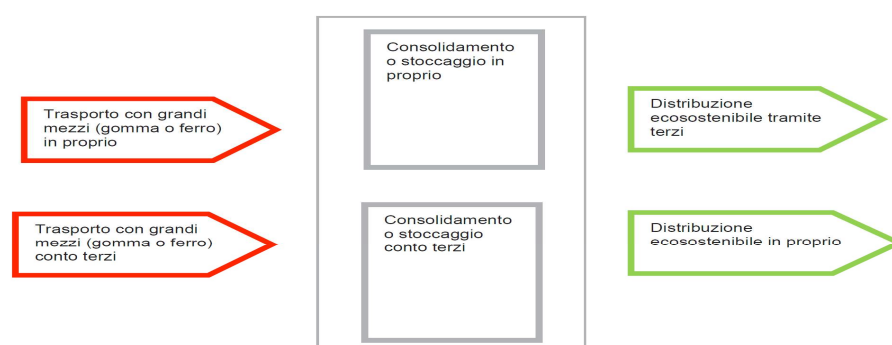 Trasporto con grandi
mezzi (gomma o ferro)
in proprio
Trasporto con grandi
mezzi (gomma o ferro)
conto terzi
Consolidamento
o stoccaggio in
proprio
Consolidamento
o stoccaggio
conto terzi
Distribuzione
ecosostenibile tramite
terzi
Distribuzione
ecosostenibile in proprio